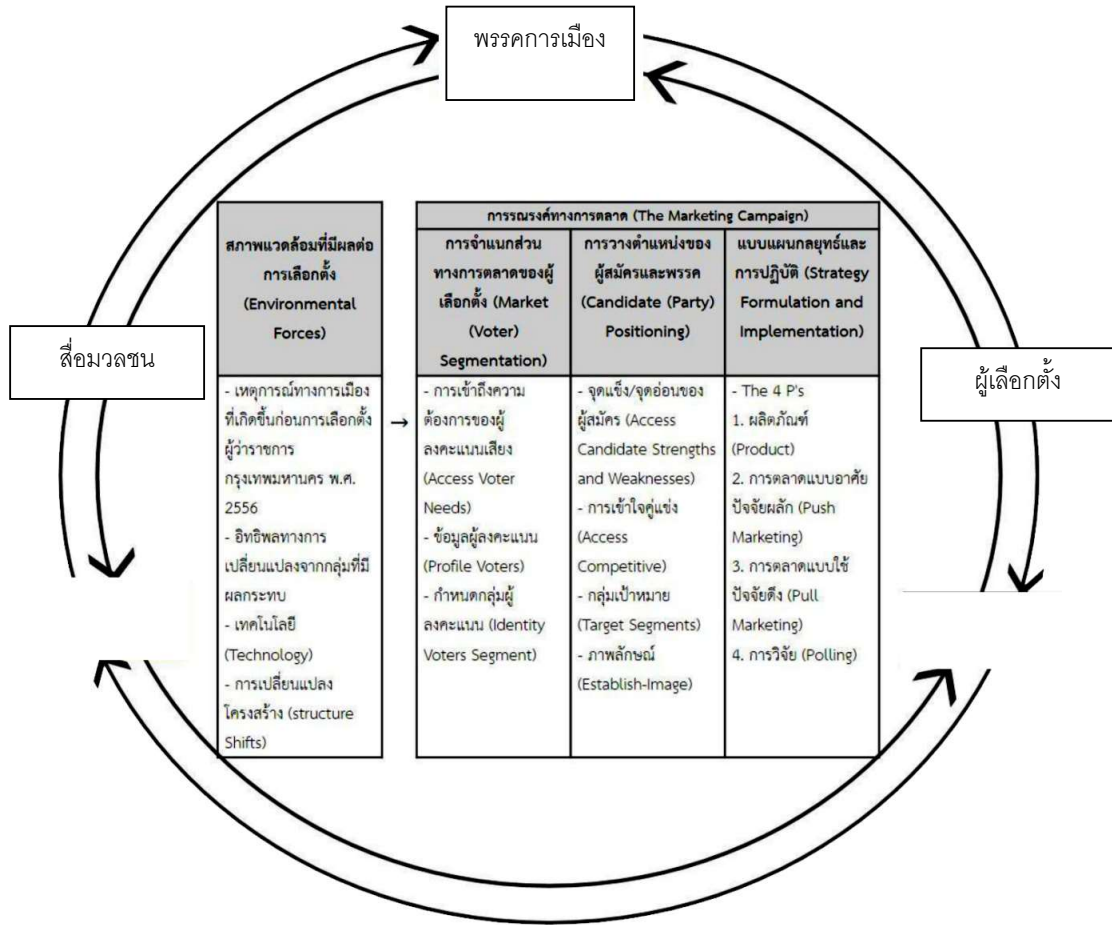 พรรคการเมือง
สื่อมวลชน
ผู้เลือกตั้ง
สภาพแวดล้อมที่มีผลต่อ
การเลือกตั้ง
(Environmental
Forces)
- เหตุการณ์ทางการเมือง
ที่เกิดขึ้นก่อนการเลือกตั้ง
ผู้ว่าราชการ
กรุงเทพมหานคร พ.ศ.
2556
- อิทธิพลทางการ
เปลี่ยนแปลงจากกลุ่มที่มี
ผลกระทบ
- เทคโนโลยี
(Technology)
- การเปลี่ยนแปลง
โครงสร้าง (structure
Shifts)
→
การรณรงค์ทางการตลาด (The Marketing Campaign)
การจำแนกส่วน
ทางการตลาดของผู้
เลือกตั้ง (Market
(Voter)
Segmentation)
- การเข้าถึงความ
ต้องการของผู้
ลงคะแนนเสียง
(Access Voter
Needs)
- ข้อมูลผู้ลงคะแนน
(Profile Voters)
- กำหนดกลุ่มผู้
ลงคะแนน (Identity
Voters Segment)
การวางตำแหน่งของ
ผู้สมัครและพรรค
(Candidate (Party)
Positioning)
- จุดแข็ง/จุดอ่อนของ
ผู้สมัคร (Access
Candidate Strengths
and Weaknesses)
- การเข้าใจคู่แข่ง
(Access
Competitive)
- กลุ่มเป้าหมาย
(Target Segments)
- ภาพลักษณ์
(Establish-Image)
แบบแผนกลยุทธ์และ
การปฏิบัติ (Strategy
Formulation and
Implementation)
- The 4 P's
1. ผลิตภัณฑ์
(Product)
2. การตลาดแบบอาศัย
ปัจจัยผลัก (Push
Marketing)
3. การตลาดแบบใช้
ปัจจัยดึง (Pull
Marketing)
4. การวิจัย (Polling)